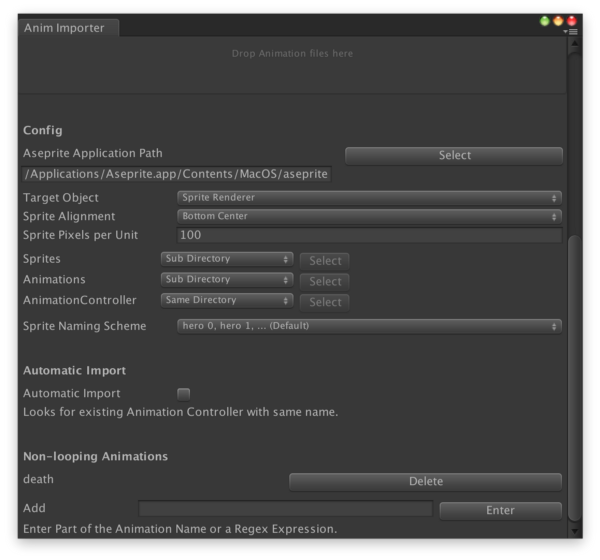 Anim Importer
Drop Animation files here
Config
Aseprite Application Path Select
/Applications/Aseprite.app/Contents/MacOS/aseprite
Target Object Sprite Renderer
Sprite Alignment Bottom Center
Sprite Pixels per Unit 100
Sprites Sub Directory Select
Animations Sub Directory Select
AnimationController Same Directory Select
Sprite Naming Scheme hero 0, hero 1, ... (Default)
Automatic Import
Automatic Import
Looks for existing Animation Controller with same name.
Non-looping Animations
death Delete
Add Enter
Enter Part of the Animation Name or a Regex Expression.